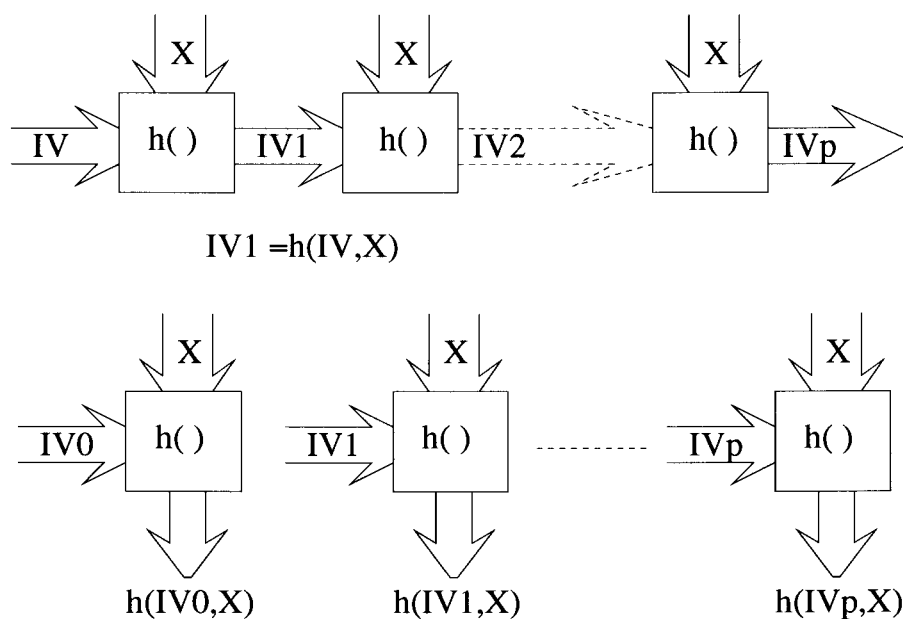 X X X
IV h( ) IV1 h( ) IV2 h( ) IVp
IV1 =h(IV,X)
X X X
IV0 h( ) IV1 h( ) IVp h( )
h(IV0,X) h(IV1,X) h(IVp,X)